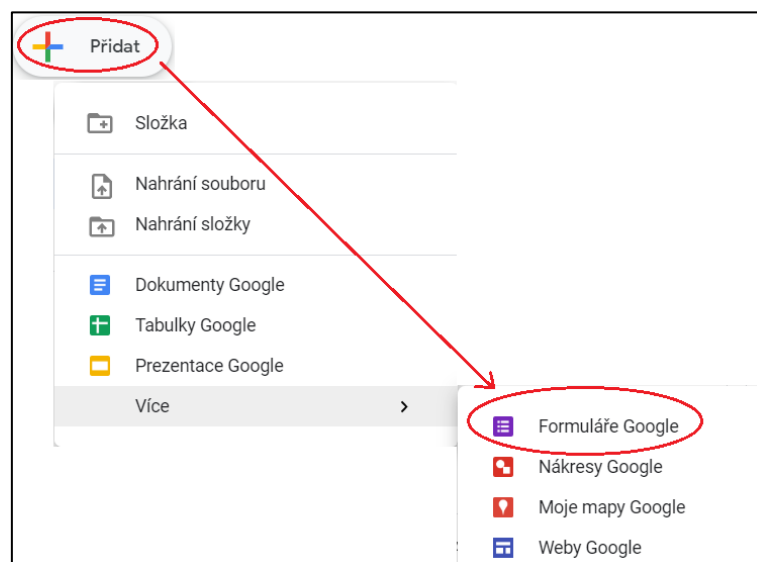 Přidat
Složka
Nahrání souboru
Nahrání složky
Dokumenty Google
Tabulky Google
Prezentace Google
Více
Formuláře Google
Nákresy Google
Moje mapy Google
Weby Google